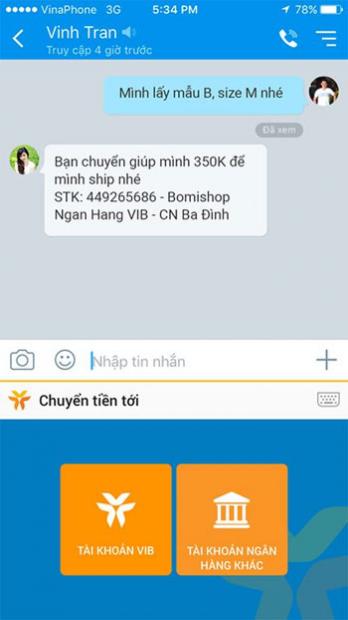 VinaPhone 3G 5:34 PM 78%
Vinh Tran
Truy cập 4 giờ trước
Mình lấy mẫu B, size M nhé
Đã xem
Bạn chuyển giúp mình 350K để
mình ship nhé
STK: 449265686 - Bomishop
Ngan Hang VIB - CN Ba Đình
Nhập tin nhắn
Chuyển tiền tới
TÀI KHOẢN VIB
TÀI KHOẢN NGÂN
HÀNG KHÁC